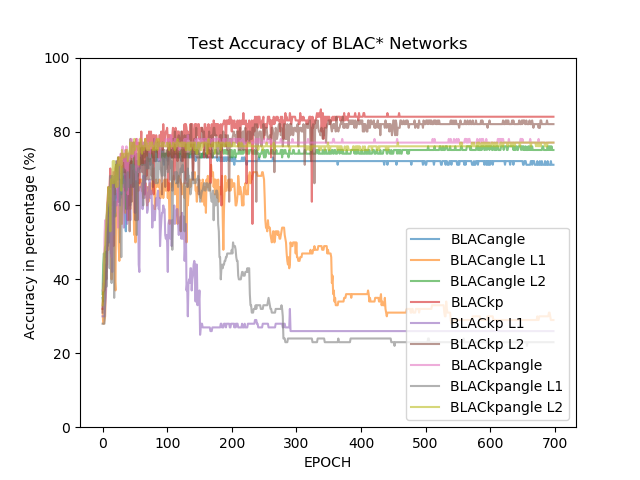 Test Accuracy of BLAC* Networks
100
80
60
40
20
0
Accuracy in percentage (%)
0 100 200 300 400 500 600 700
EPOCH
BLACangle
BLACangle L1
BLACangle L2
BLACkp
BLACkp L1
BLACkp L2
BLACkpangle
BLACkpangle L1
BLACkpangle L2